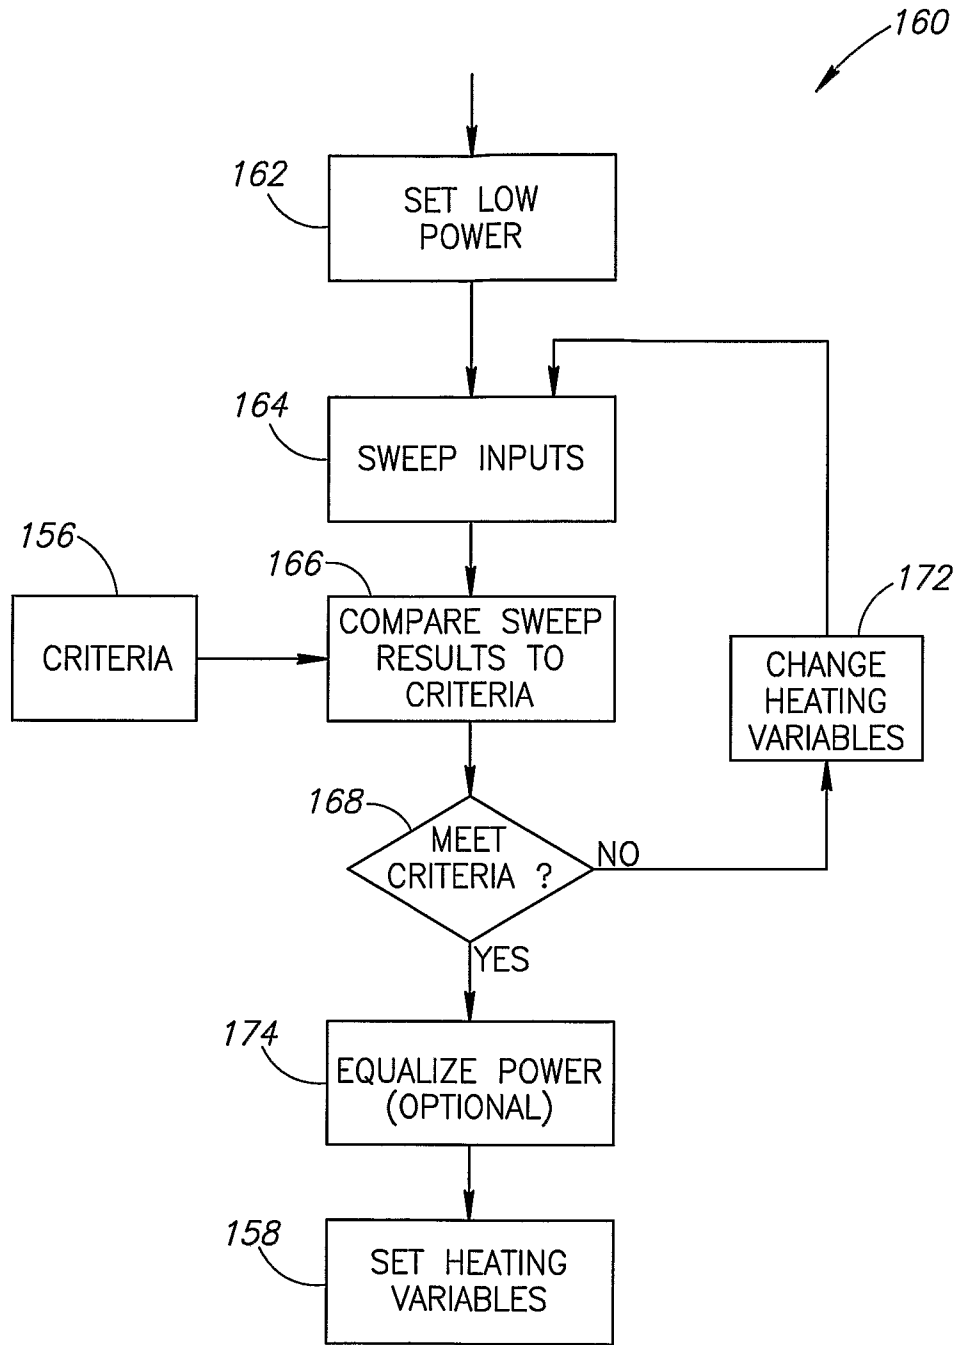 160
162
SET LOW
POWER
164
SWEEP INPUTS
156
CRITERIA
166
COMPARE SWEEP
RESULTS TO
CRITERIA
172
CHANGE
HEATING
VARIABLES
168
MEET
CRITERIA ?
NO
YES
174
EQUALIZE POWER
(OPTIONAL)
158
SET HEATING
VARIABLES